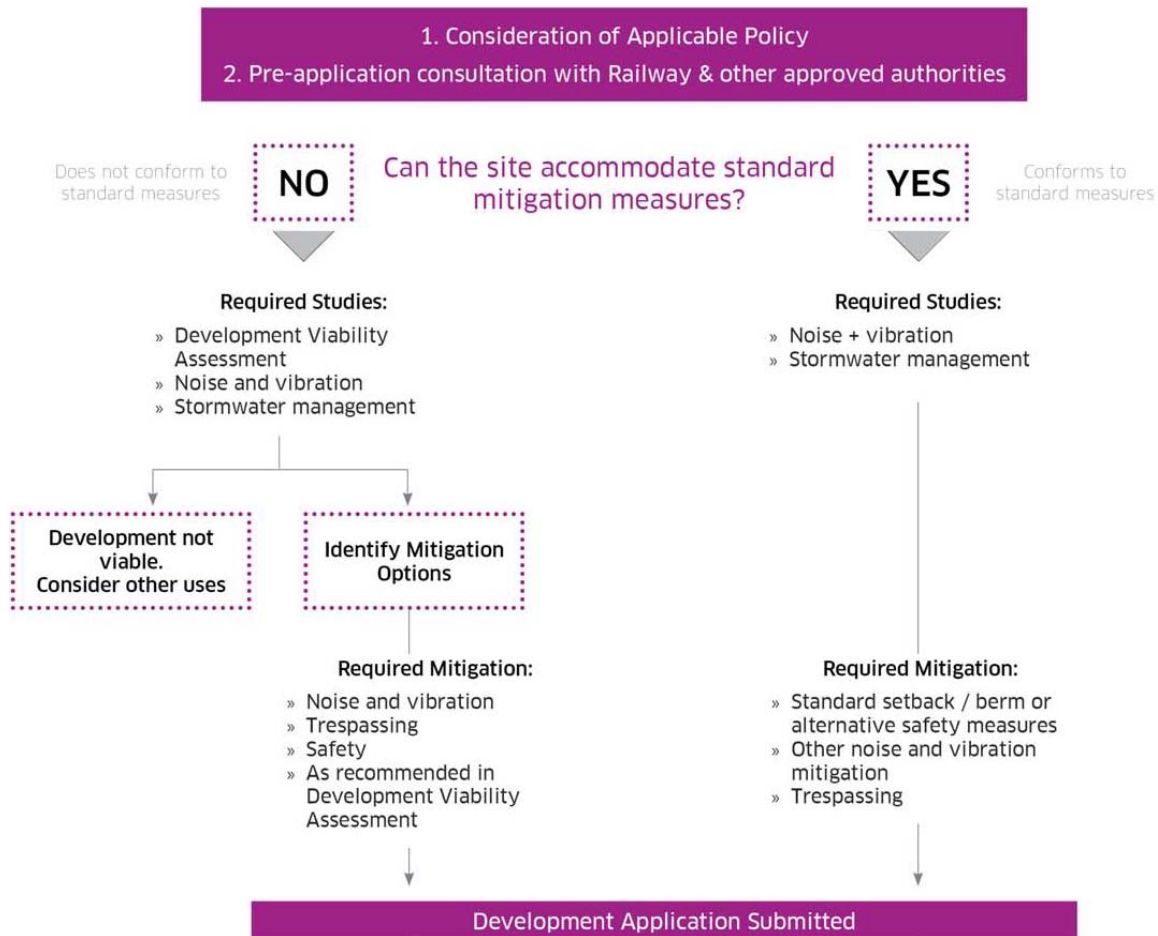 1. Consideration of Applicable Policy
2. Pre-application consultation with Railway & other approved authorities
Does not conform to
standard measures
NO
Can the site accommodate standard
mitigation measures?
YES
Conforms to
standard measures
Required Studies:
» Development Viability
Assessment
» Noise and vibration
» Stormwater management
Required Studies:
» Noise + vibration
» Stormwater management
Development not
viable.
Consider other uses
Identify Mitigation
Options
Required Mitigation:
» Noise and vibration
» Trespassing
» Safety
» As recommended in
Development Viability
Assessment
Required Mitigation:
» Standard setback / berm or
alternative safety measures
» Other noise and vibration
mitigation
» Trespassing
Development Application Submitted